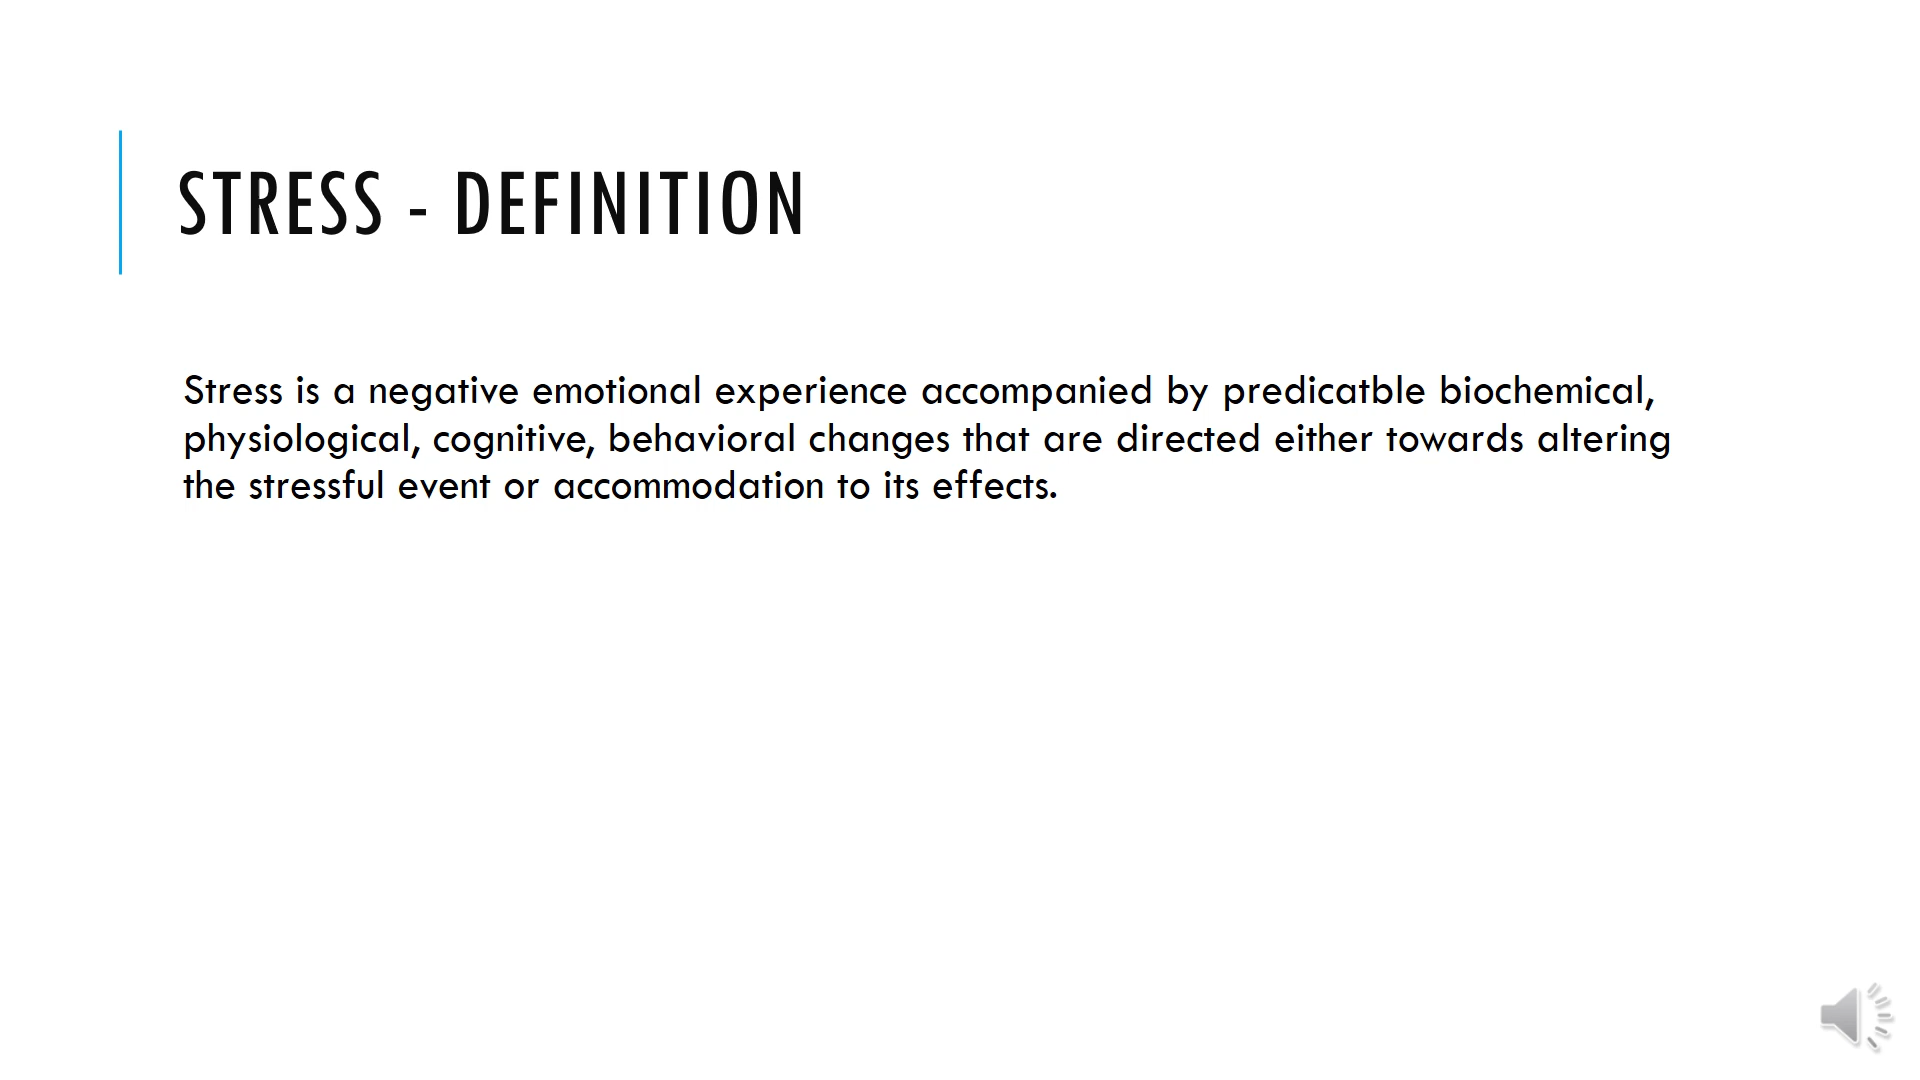 STRESS - DEFINITION
Stress is a negative emotional experience accompanied by predicatble biochemical,
physiological, cognitive, behavioral changes that are directed either towards altering
the stressful event or accommodation to its effects.